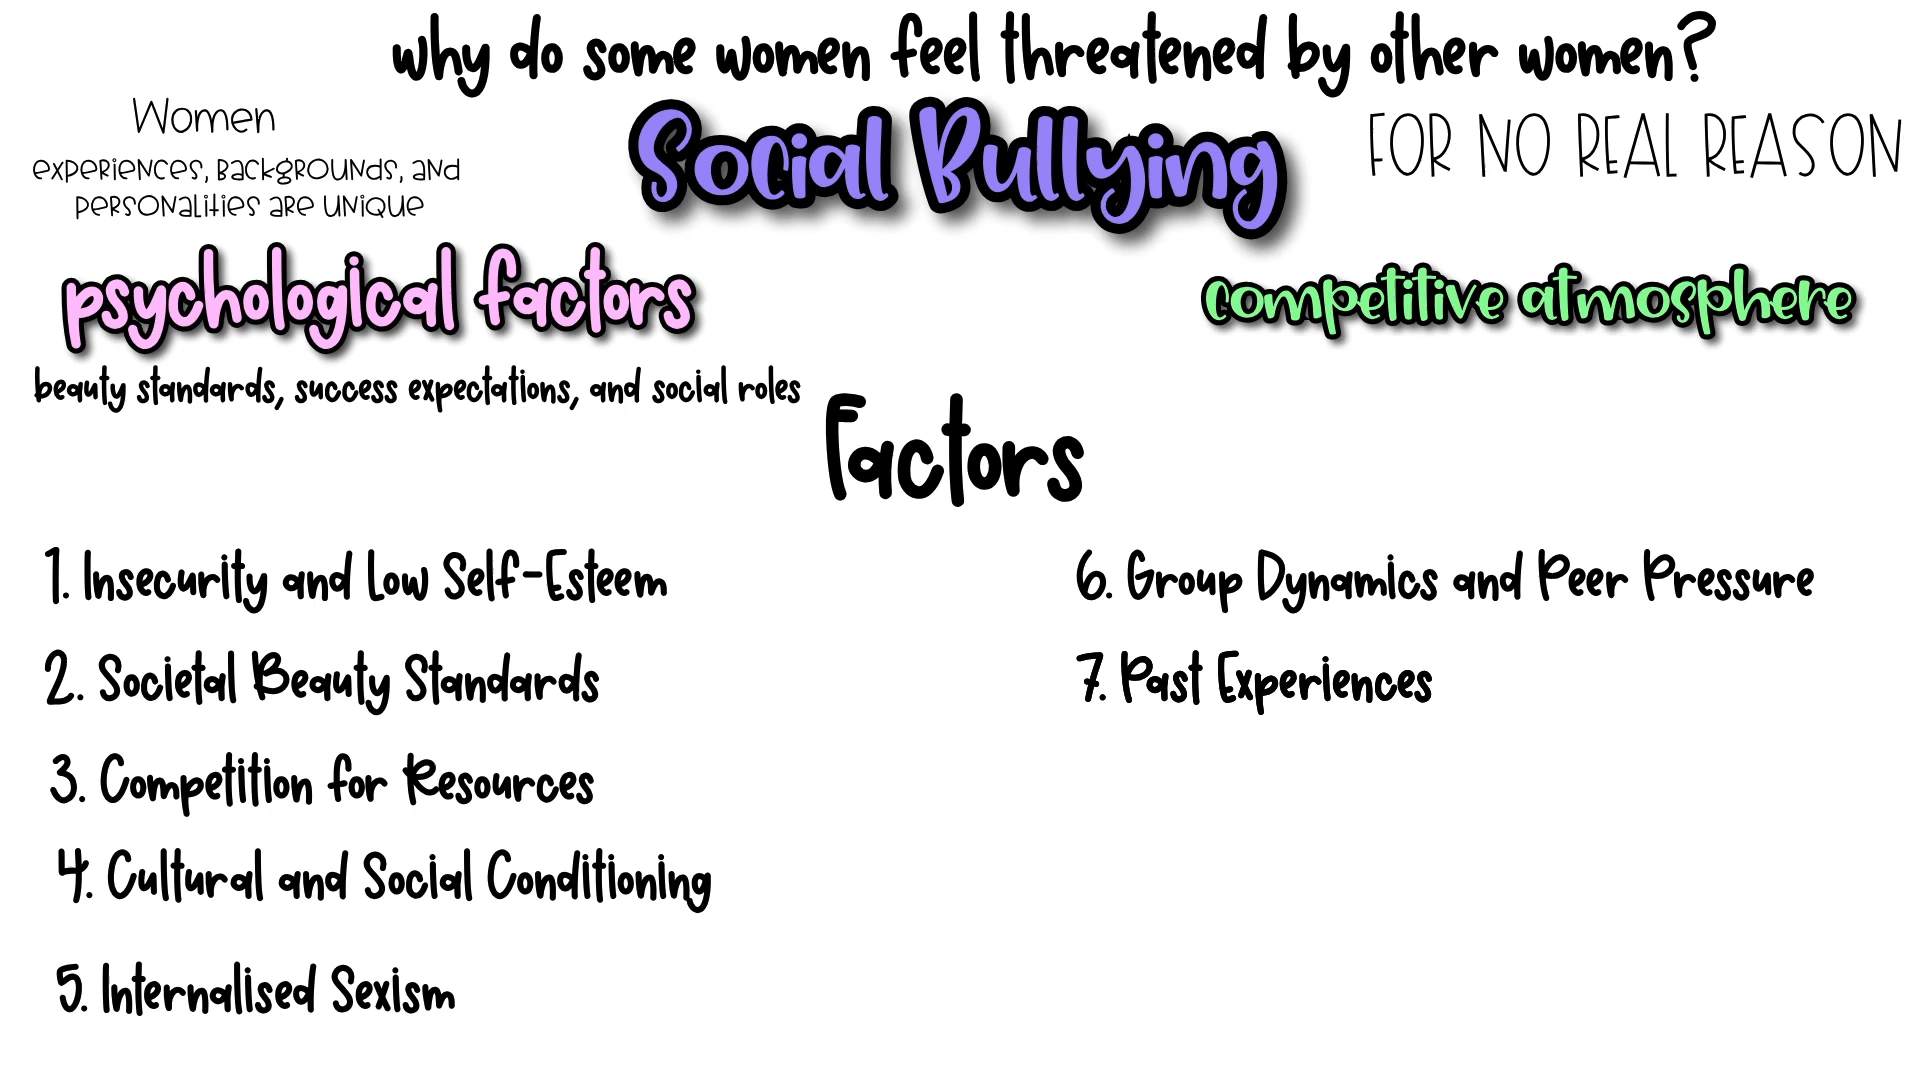 why do some women feel threatened by other women?
Women
experiences, backgrounds, and
personalities are unique
Social Bullying
FOR NO REAL REASON
psychological factors
competitive atmosphere
beauty standards, success expectations, and social roles
Factors
1. Insecurity and Low Self-Esteem
2. Societal Beauty Standards
3. Competition for Resources
4. Cultural and Social Conditioning
5. Internalised Sexism
6. Group Dynamics and Peer Pressure
7. Past Experiences